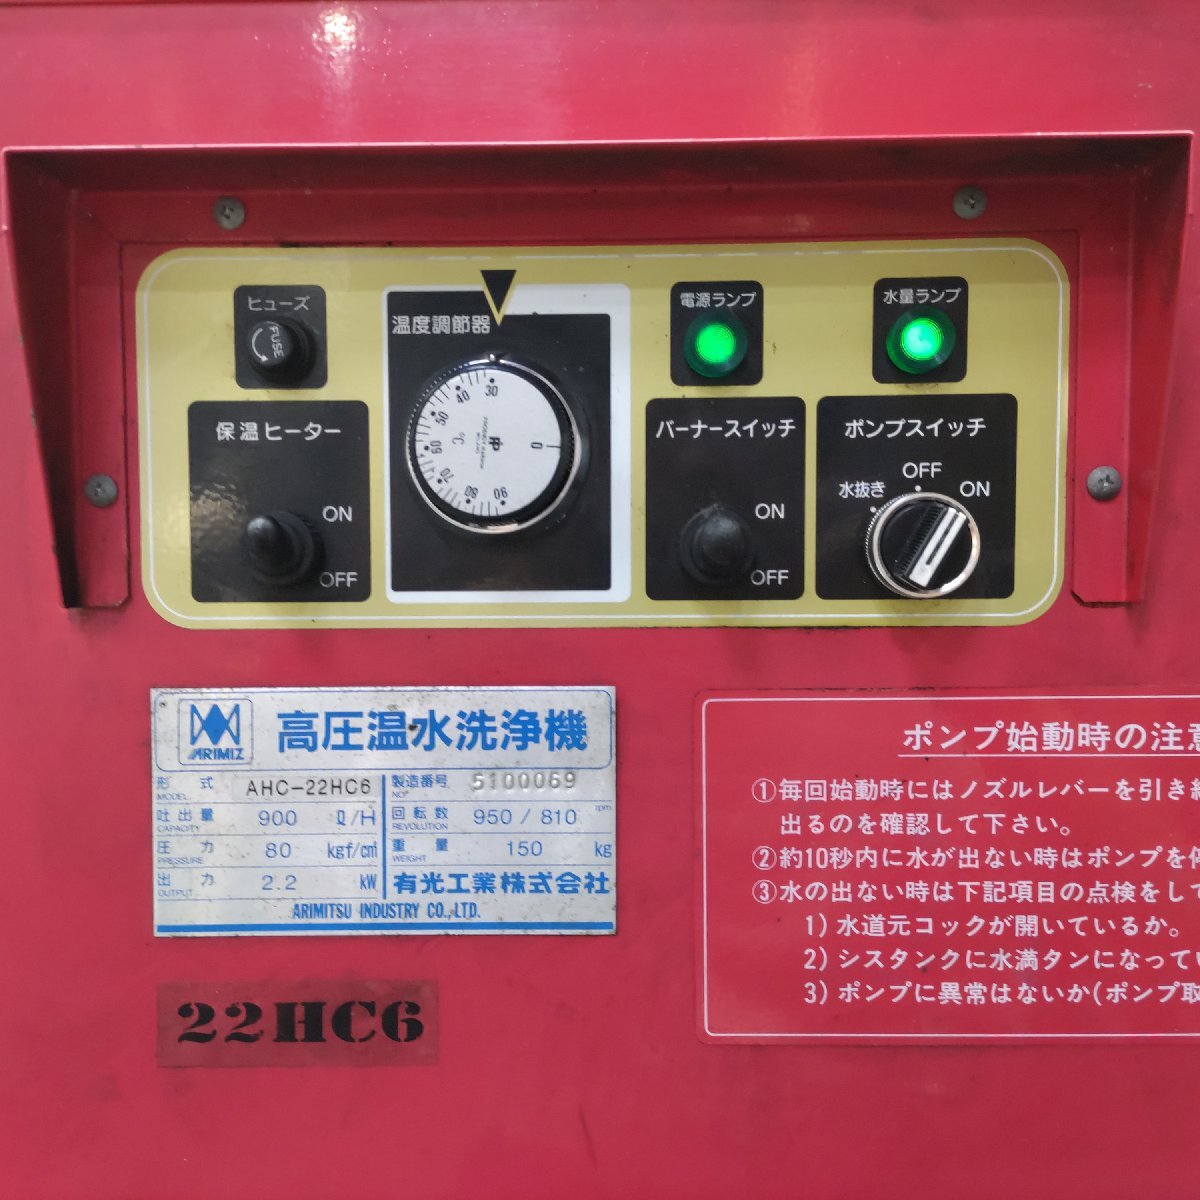 ヒューズ
FUSE
温度調節器
30
40
50
60
70
80
90
0
°C
電源ランプ
水量ランプ
保温ヒーター
ON
OFF
バーナースイッチ
ON
OFF
ポンプスイッチ
水抜き
OFF
ON
ARIMIZ
高圧温水洗浄機
形式 MODEL AHC-22HC6
製造番号 NO. 5100069
吐出量 CAPACITY 900 ℓ/H
回転数 REVOLUTION 950 / 810 rpm
圧力 PRESSURE 80 kgf/cm²
重量 WEIGHT 150 kg
出力 OUTPUT 2.2 kW
有光工業株式会社
ARIMITSU INDUSTRY CO.,LTD.
22HC6
ポンプ始動時の注意
①毎回始動時にはノズルレバーを引き
出るのを確認して下さい。
②約10秒内に水が出ない時はポンプを
③水の出ない時は下記項目の点検をして
1) 水道元コックが開いているか。
2) シスタンクに水満タンになって
3) ポンプに異常はないか(ポンプ取